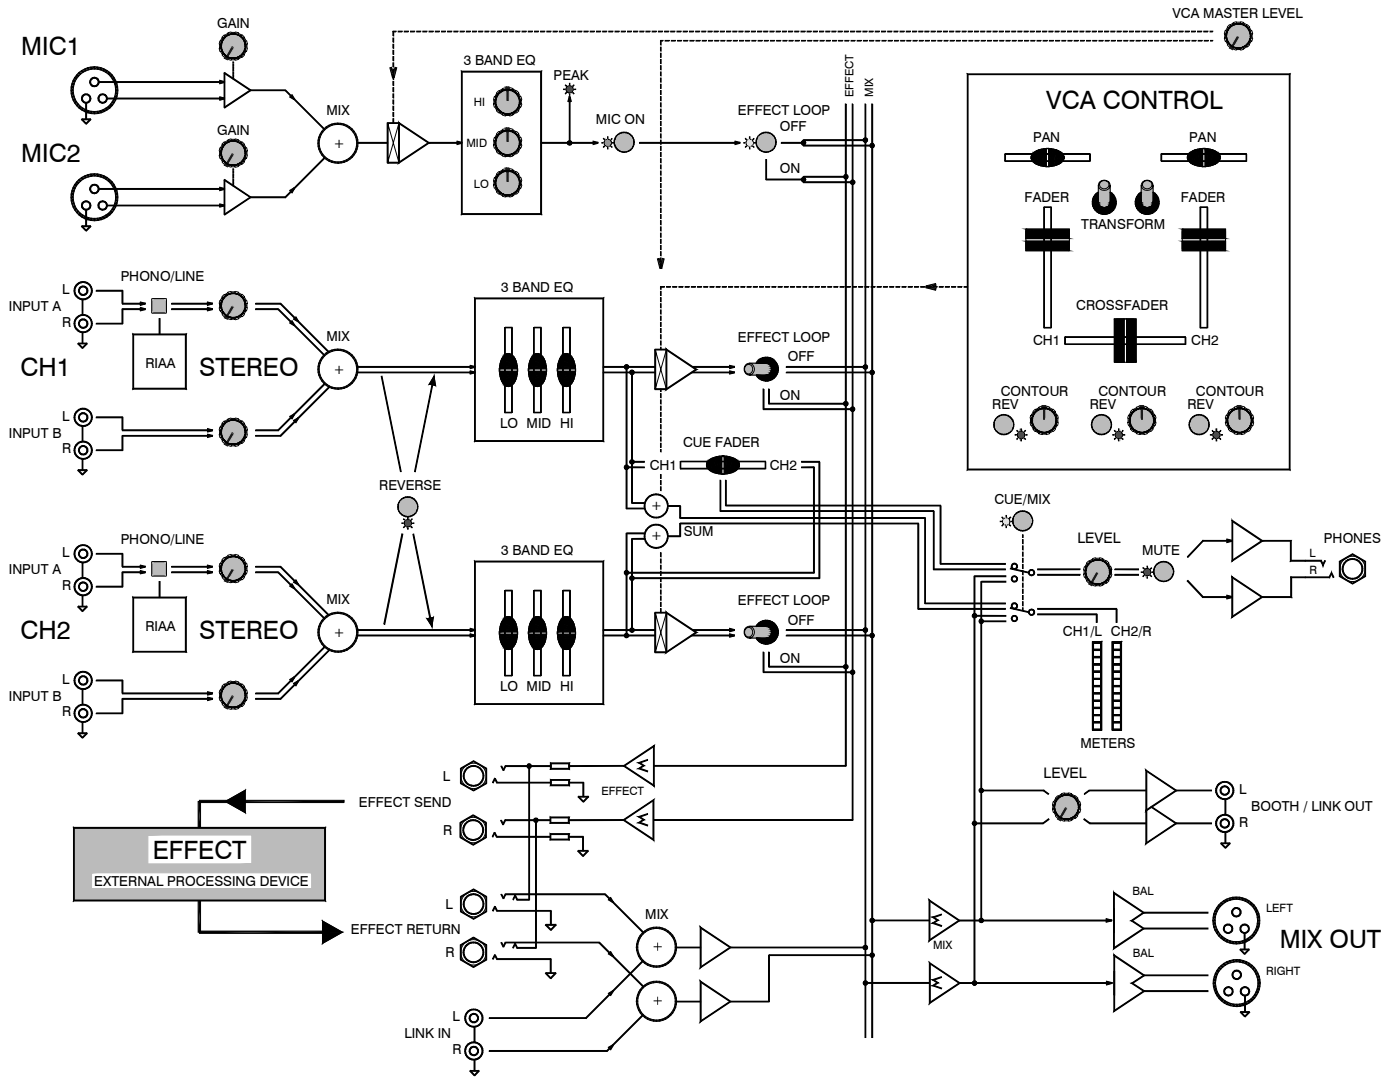 VCA MASTER LEVEL
GAIN
MIC1
MIX
3 BAND EQ
HI
MID
LO
PEAK
MIC ON
EFFECT LOOP
OFF
ON
EFFECT
MIX
GAIN
MIC2
VCA CONTROL
PAN
PAN
FADER
FADER
TRANSFORM
CROSSFADER
CH1
CH2
CONTOUR
REV
CONTOUR
REV
CONTOUR
REV
PHONO/LINE
L
INPUT A
R
RIAA
CH1
STEREO
L
INPUT B
R
MIX
3 BAND EQ
LO MID HI
EFFECT LOOP
OFF
ON
CUE FADER
CH1
CH2
+
+
+
+
SUM
REVERSE
PHONO/LINE
L
INPUT A
R
RIAA
CH2
STEREO
L
INPUT B
R
MIX
+
3 BAND EQ
LO MID HI
EFFECT LOOP
OFF
ON
CUE/MIX
LEVEL
MUTE
L
R
PHONES
CH1/L CH2/R
METERS
LEVEL
L
R
BOOTH / LINK OUT
L
EFFECT SEND
R
EFFECT
EFFECT
EXTERNAL PROCESSING DEVICE
L
EFFECT RETURN
R
MIX
+
+
L
LINK IN
R
MIX
BAL
LEFT
MIX OUT
BAL
RIGHT